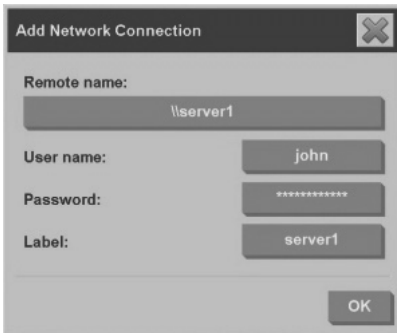 Add Network Connection
Remote name:
\\server1
User name: john
Password: ************
Label: server1
OK